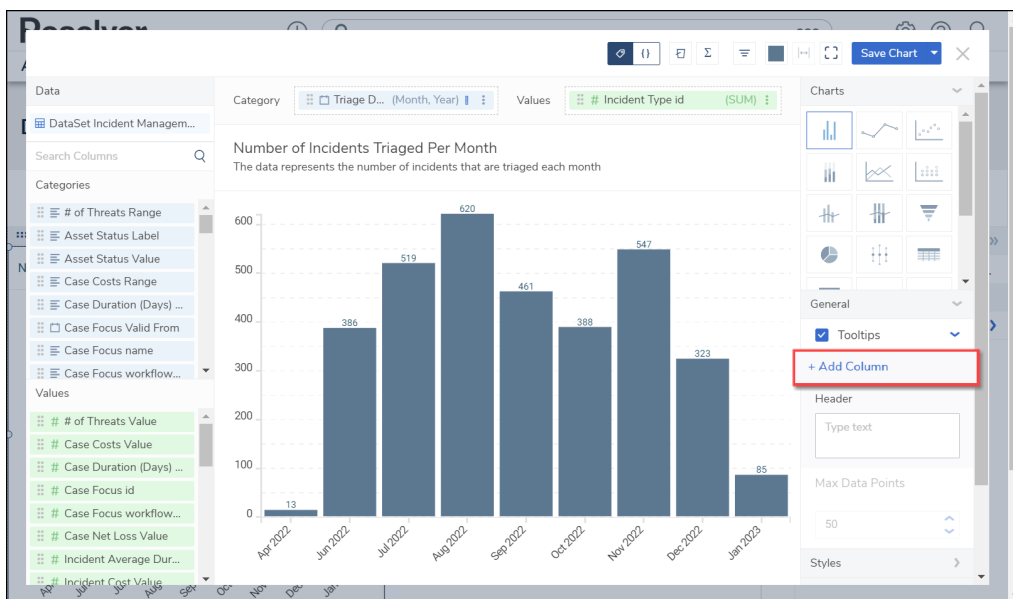 Save Chart
Data
Category
Triage D... (Month, Year)
Values
# Incident Type id (SUM)
Charts
DataSet Incident Managem...
Search Columns
Number of Incidents Triaged Per Month
The data represents the number of incidents that are triaged each month
Categories
# of Threats Range
Asset Status Label
Asset Status Value
Case Costs Range
Case Duration (Days) ...
Case Focus Valid From
Case Focus name
Case Focus workflow...
Values
# # of Threats Value
# Case Costs Value
# Case Duration (Days) ...
# Case Focus id
# Case Focus workflow...
# Case Net Loss Value
# Incident Average Dur...
# Incident Cost Value
600
500
400
300
200
100
0
13
386
519
620
461
388
547
323
85
Apr 2022
Jun 2022
Jul 2022
Aug 2022
Sep 2022
Oct 2022
Nov 2022
Dec 2022
Jan 2023
General
Tooltips
+ Add Column
Header
Type text
Max Data Points
50
Styles